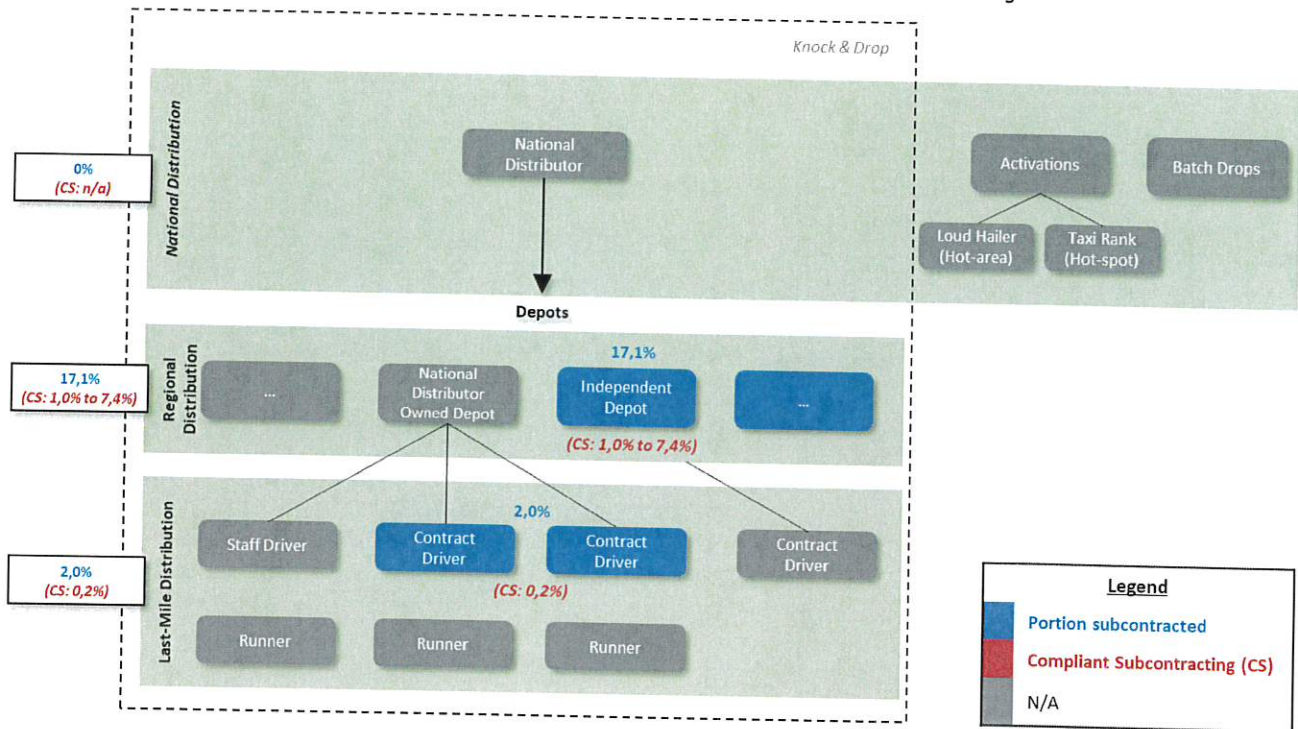 Knock & Drop
National Distribution
0%
(CS: n/a)
National
Distributor
Activations
Batch Drops
Loud Hailer
(Hot-area)
Taxi Rank
(Hot-spot)
Depots
17,1%
(CS: 1,0% to 7,4%)
Regional
Distribution
...
National
Distributor
Owned Depot
17,1%
Independent
Depot
(CS: 1,0% to 7,4%)
...
Last-Mile Distribution
2,0%
(CS: 0,2%)
2,0%
Staff Driver
Contract
Driver
Contract
Driver
Contract
Driver
(CS: 0,2%)
Runner
Runner
Runner
Legend
Portion subcontracted
Compliant Subcontracting (CS)
N/A